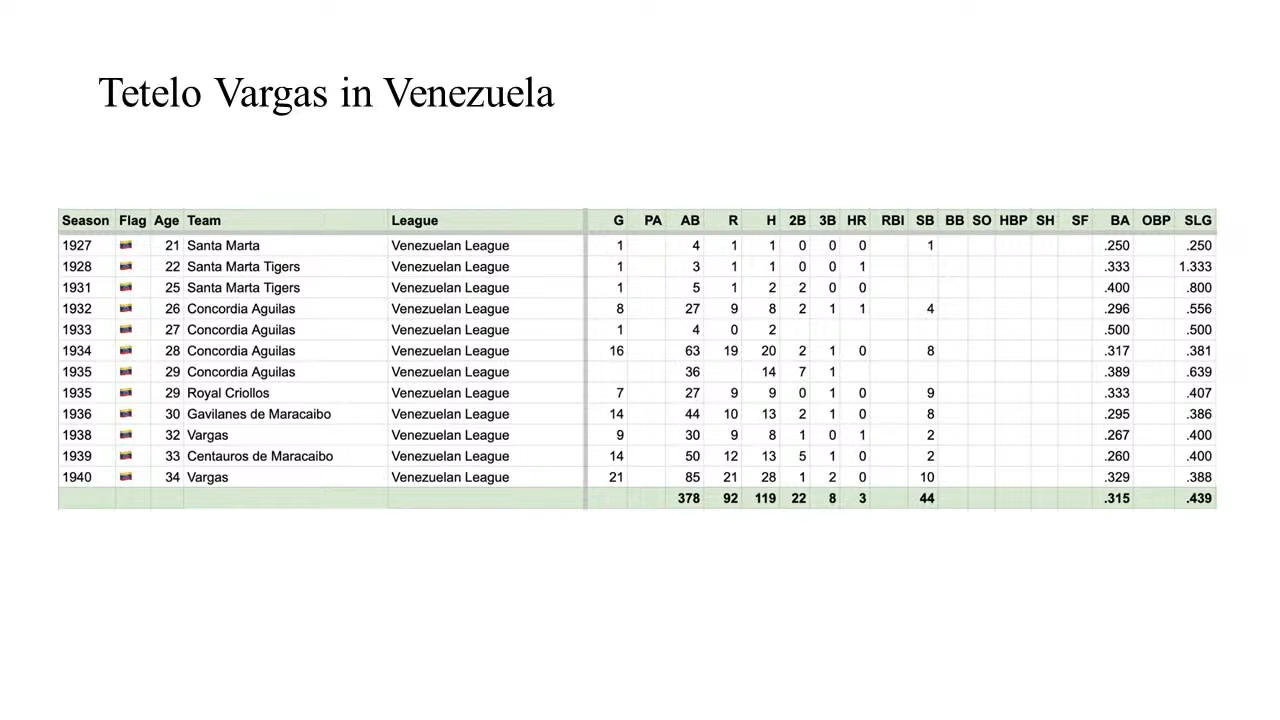 Tetelo Vargas in Venezuela
Season Flag Age Team League G PA AB R H 2B 3B HR RBI SB BB SO HBP SH SF BA OBP SLG
1927 21 Santa Marta Venezuelan League 1 4 1 1 0 0 0 1 .250 .250
1928 22 Santa Marta Tigers Venezuelan League 1 3 1 1 0 0 1 .333 1.333
1931 25 Santa Marta Tigers Venezuelan League 1 5 1 2 2 0 0 .400 .800
1932 26 Concordia Aguilas Venezuelan League 8 27 9 8 2 1 1 4 .296 .556
1933 27 Concordia Aguilas Venezuelan League 1 4 0 2 .500 .500
1934 28 Concordia Aguilas Venezuelan League 16 63 19 20 2 1 0 8 .317 .381
1935 29 Concordia Aguilas Venezuelan League 36 14 7 1 .389 .639
1935 29 Royal Criollos Venezuelan League 7 27 9 9 0 1 0 9 .333 .407
1936 30 Gavilanes de Maracaibo Venezuelan League 14 44 10 13 2 1 0 8 .295 .386
1938 32 Vargas Venezuelan League 9 30 9 8 1 0 1 2 .267 .400
1939 33 Centauros de Maracaibo Venezuelan League 14 50 12 13 5 1 0 2 .260 .400
1940 34 Vargas Venezuelan League 21 85 21 28 1 2 0 10 .329 .388
378 92 119 22 8 3 44 .315 .439